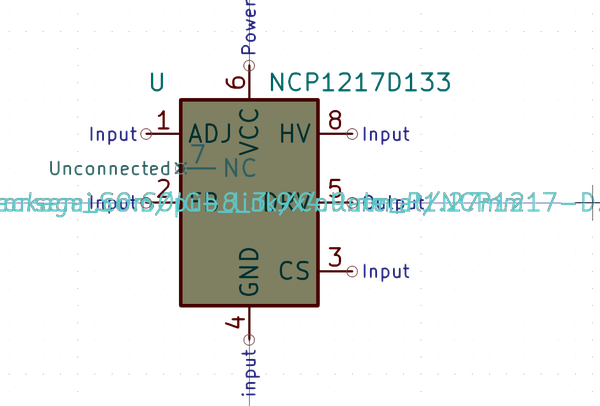 Power
6
U
NCP1217D133
VCC
Input
1
ADJ
HV
8
Input
Unconnected
7
NC
Input
2
5
Output
CS
3
Input
GND
4
input